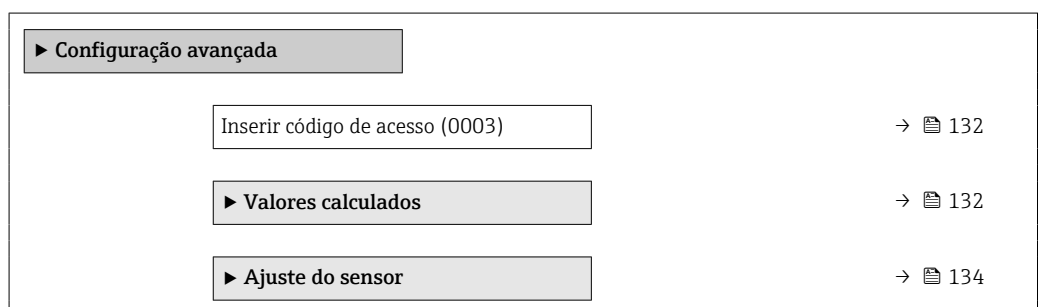 ▶ Configuração avançada
Inserir código de acesso (0003) → 132
▶ Valores calculados → 132
▶ Ajuste do sensor → 134